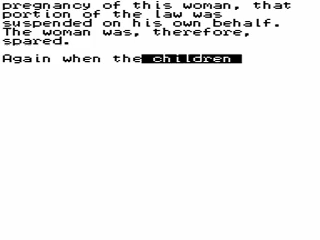 pregnancy of this woman, that
portion of the law was
suspended on his own behalf.
The woman was, therefore,
spared.
Again when the children